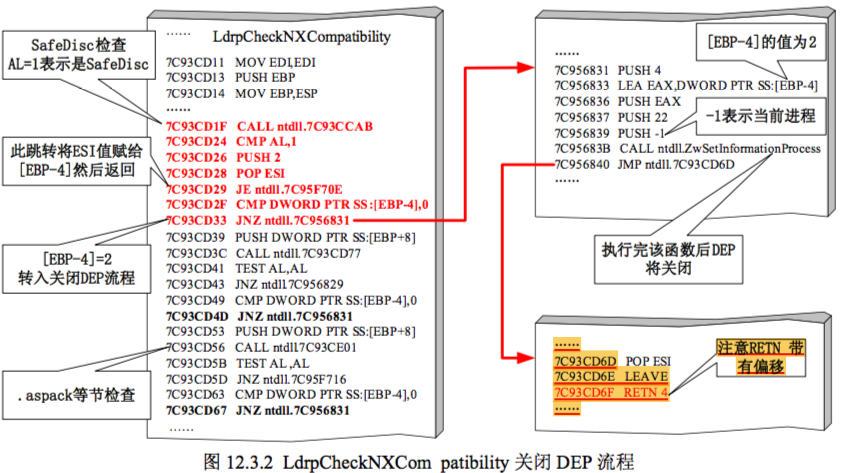 SafeDisc检查
AL=1表示是SafeDisc
此跳转将ESI值赋给
[EBP-4]然后返回
[EBP-4]=2
转入关闭DEP流程
.aspack等节检查
……
LdrpCheckNXCompatibility
7C93CD11 MOV EDI,EDI
7C93CD13 PUSH EBP
7C93CD14 MOV EBP,ESP
……
7C93CD1F CALL ntdll.7C93CCAB
7C93CD24 CMP AL,1
7C93CD26 PUSH 2
7C93CD28 POP ESI
7C93CD29 JE ntdll.7C95F70E
7C93CD2F CMP DWORD PTR SS:[EBP-4],0
7C93CD33 JNZ ntdll.7C956831
7C93CD39 PUSH DWORD PTR SS:[EBP+8]
7C93CD3C CALL ntdll.7C93CD77
7C93CD41 TEST AL,AL
7C93CD43 JNZ ntdll.7C956829
7C93CD49 CMP DWORD PTR SS:[EBP-4],0
7C93CD4D JNZ ntdll.7C956831
7C93CD53 PUSH DWORD PTR SS:[EBP+8]
7C93CD56 CALL ntdll7C93CE01
7C93CD5B TEST AL,AL
7C93CD5D JNZ ntdll.7C95F716
7C93CD63 CMP DWORD PTR SS:[EBP-4],0
7C93CD67 JNZ ntdll.7C956831
……
[EBP-4]的值为2
……
7C956831 PUSH 4
7C956833 LEA EAX,DWORD PTR SS:[EBP-4]
7C956836 PUSH EAX
7C956837 PUSH 22
7C956839 PUSH -1
7C95683B CALL ntdll.ZwSetInformationProcess
7C956840 JMP ntdll.7C93CD6D
……
-1表示当前进程
执行完该函数后DEP
将关闭
……
7C93CD6D POP ESI
7C93CD6E LEAVE
7C93CD6F RETN 4
……
注意RETN 带
有偏移
图 12.3.2 LdrpCheckNXCom patibility 关闭 DEP 流程